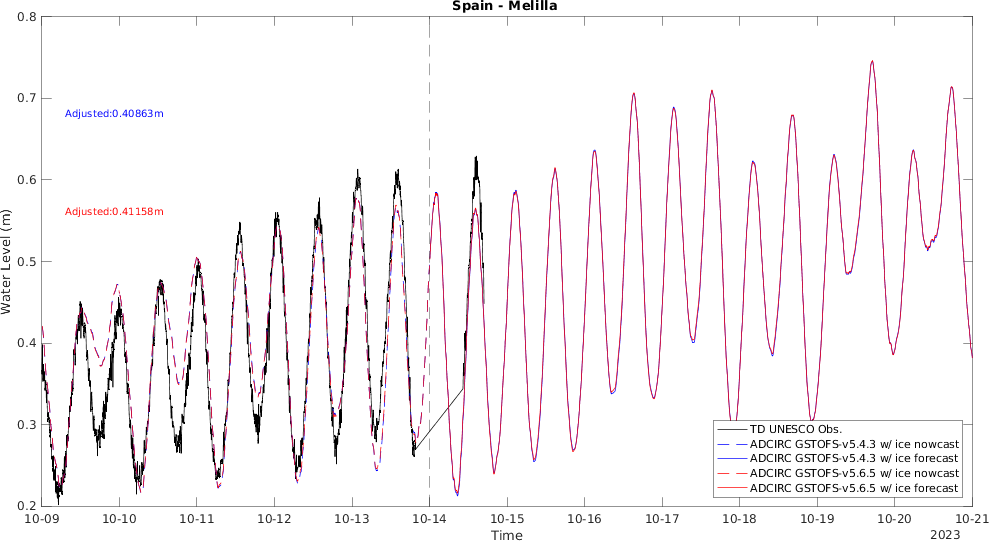 Spain - Melilla
0.8
0.7
0.6
0.5
0.4
0.3
0.2
Water Level (m)
Adjusted:0.40863m
Adjusted:0.41158m
TD UNESCO Obs.
ADCIRC GSTOFS-v5.4.3 w/ ice nowcast
ADCIRC GSTOFS-v5.4.3 w/ ice forecast
ADCIRC GSTOFS-v5.6.5 w/ ice nowcast
ADCIRC GSTOFS-v5.6.5 w/ ice forecast
10-09 10-10 10-11 10-12 10-13 10-14 10-15 10-16 10-17 10-18 10-19 10-20 10-21
Time
2023